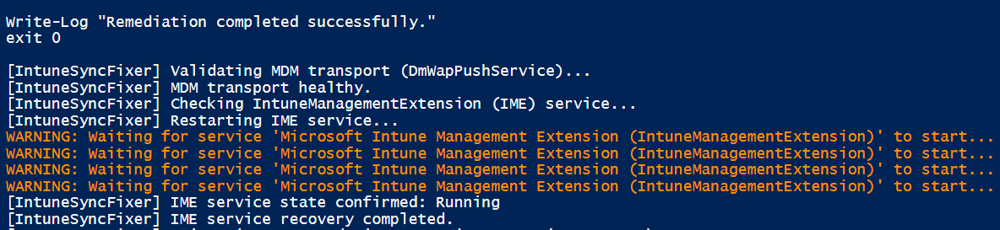 Write-Log "Remediation completed successfully."
exit 0
[IntuneSyncFixer] Validating MDM transport (DmWapPushService)...
[IntuneSyncFixer] MDM transport healthy.
[IntuneSyncFixer] Checking IntuneManagementExtension (IME) service...
[IntuneSyncFixer] Restarting IME service...
WARNING: Waiting for service 'Microsoft Intune Management Extension (IntuneManagementExtension)' to start...
WARNING: Waiting for service 'Microsoft Intune Management Extension (IntuneManagementExtension)' to start...
WARNING: Waiting for service 'Microsoft Intune Management Extension (IntuneManagementExtension)' to start...
WARNING: Waiting for service 'Microsoft Intune Management Extension (IntuneManagementExtension)' to start...
[IntuneSyncFixer] IME service state confirmed: Running
[IntuneSyncFixer] IME service recovery completed.